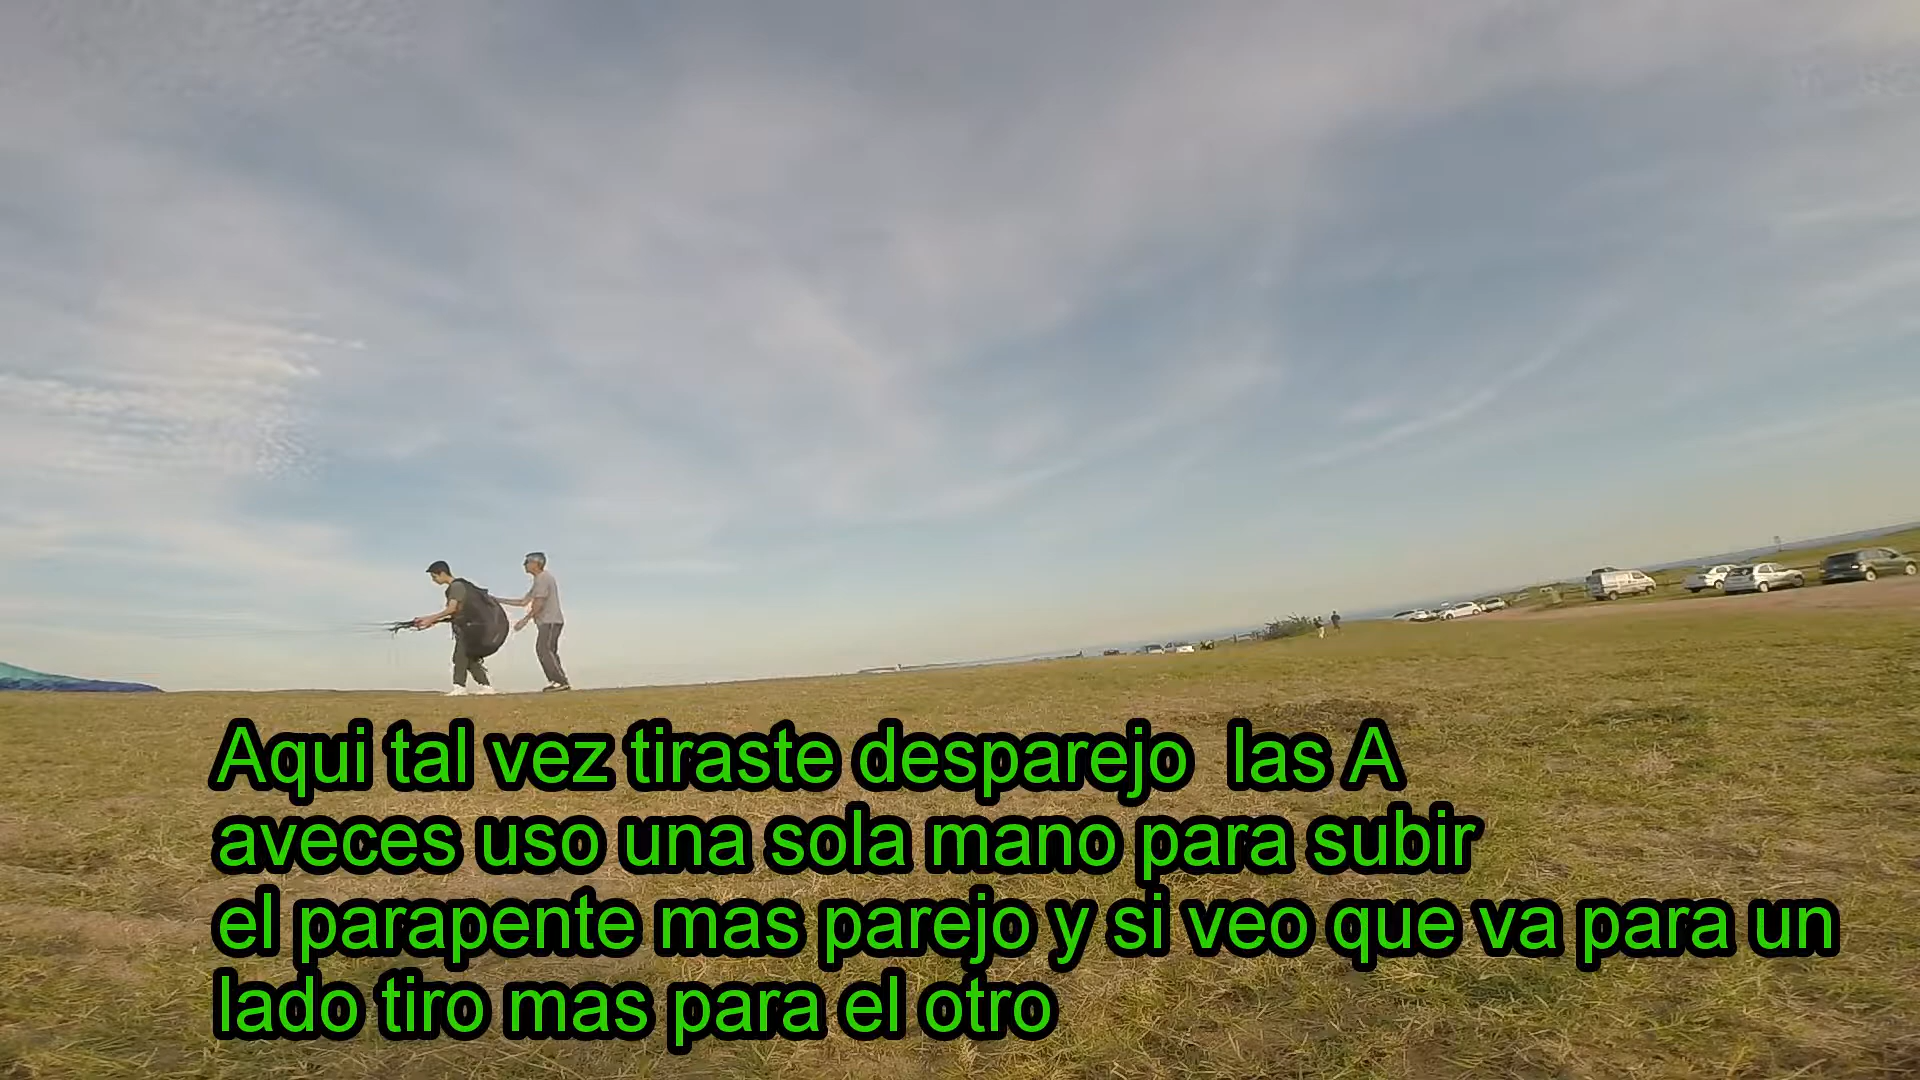 Aqui tal vez tiraste desparejo  las A
aveces uso una sola mano para subir
el parapente mas parejo y si veo que va para un
lado tiro mas para el otro